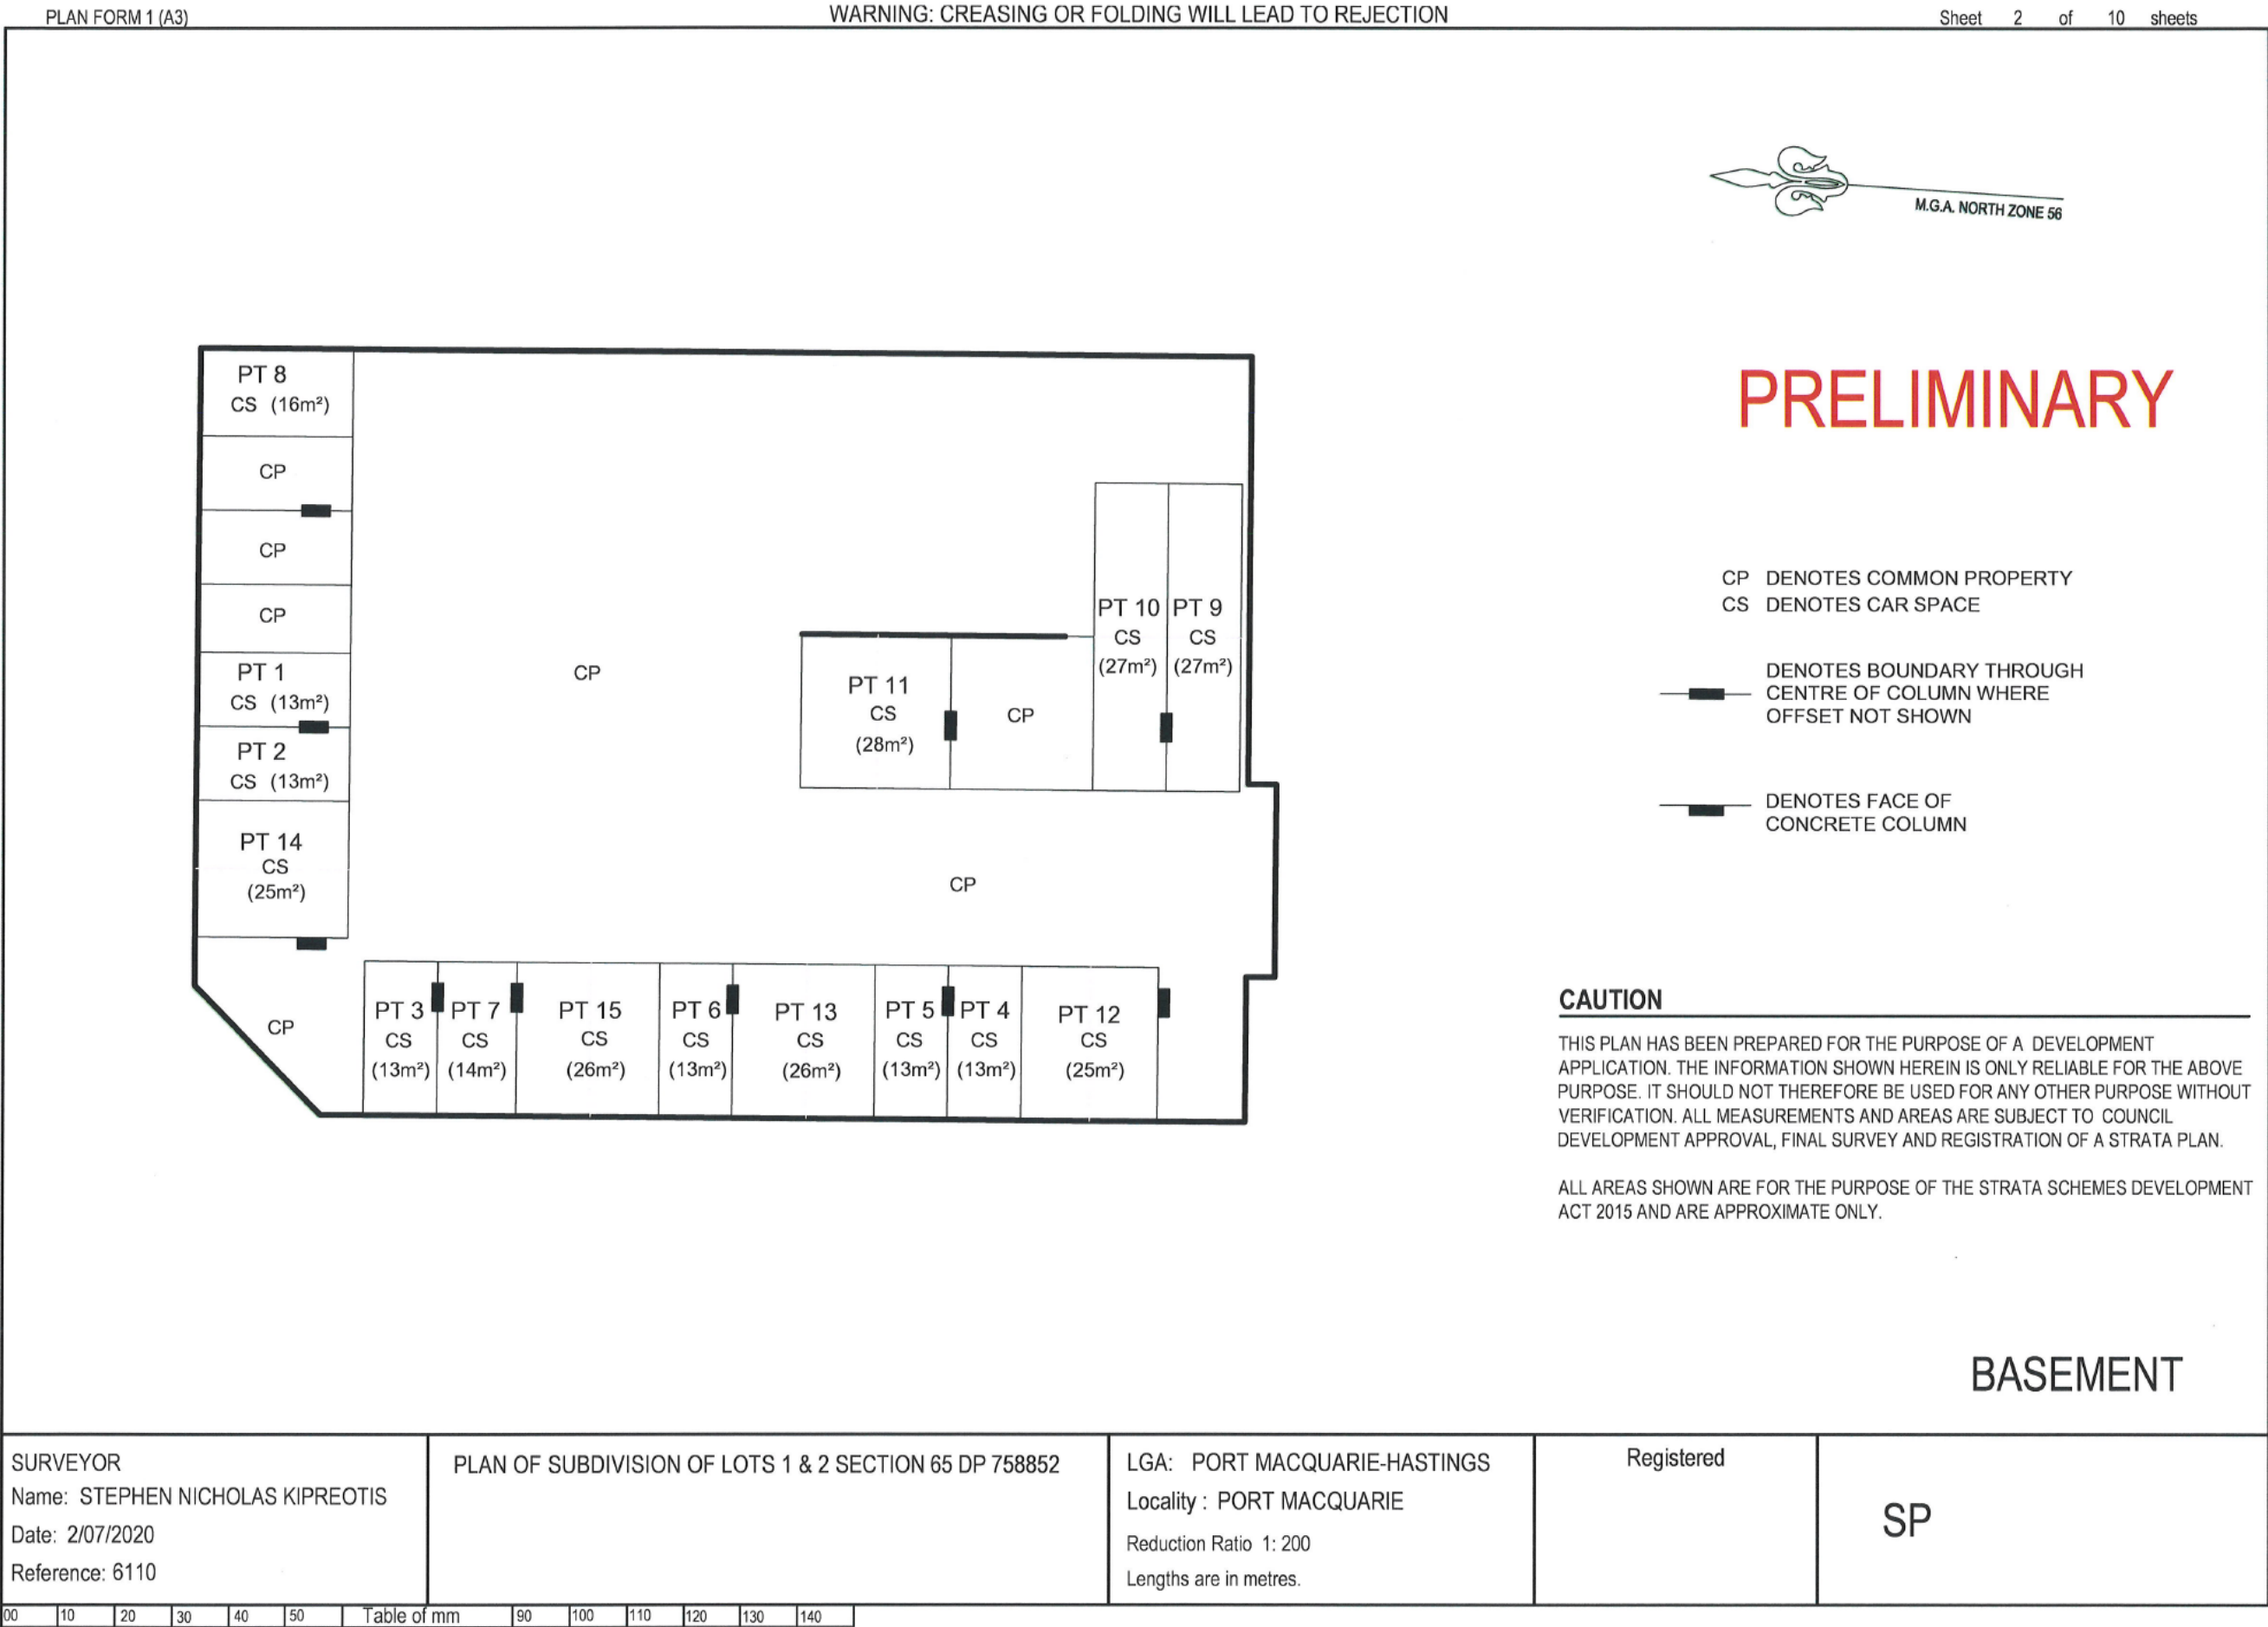 PLAN FORM 1 (A3)
WARNING: CREASING OR FOLDING WILL LEAD TO REJECTION
Sheet 2 of 10 sheets
M.G.A. NORTH ZONE 56
PRELIMINARY
PT 8
CS (16m²)
CP
CP
CP
PT 1
CS (13m²)
PT 2
CS (13m²)
PT 14
CS
(25m²)
CP
CP
PT 11
CS
(28m²)
CP
PT 10
CS
(27m²)
PT 9
CS
(27m²)
CP
PT 3
CS
(13m²)
PT 7
CS
(14m²)
PT 15
CS
(26m²)
PT 6
CS
(13m²)
PT 13
CS
(26m²)
PT 5
CS
(13m²)
PT 4
CS
(13m²)
PT 12
CS
(25m²)
CP DENOTES COMMON PROPERTY
CS DENOTES CAR SPACE
DENOTES BOUNDARY THROUGH
CENTRE OF COLUMN WHERE
OFFSET NOT SHOWN
DENOTES FACE OF
CONCRETE COLUMN
CAUTION
THIS PLAN HAS BEEN PREPARED FOR THE PURPOSE OF A DEVELOPMENT
APPLICATION. THE INFORMATION SHOWN HEREIN IS ONLY RELIABLE FOR THE ABOVE
PURPOSE. IT SHOULD NOT THEREFORE BE USED FOR ANY OTHER PURPOSE WITHOUT
VERIFICATION. ALL MEASUREMENTS AND AREAS ARE SUBJECT TO COUNCIL
DEVELOPMENT APPROVAL, FINAL SURVEY AND REGISTRATION OF A STRATA PLAN.
ALL AREAS SHOWN ARE FOR THE PURPOSE OF THE STRATA SCHEMES DEVELOPMENT
ACT 2015 AND ARE APPROXIMATE ONLY.
BASEMENT
SURVEYOR
Name: STEPHEN NICHOLAS KIPREOTIS
Date: 2/07/2020
Reference: 6110
PLAN OF SUBDIVISION OF LOTS 1 & 2 SECTION 65 DP 758852
LGA: PORT MACQUARIE-HASTINGS
Locality : PORT MACQUARIE
Reduction Ratio 1: 200
Lengths are in metres.
Registered
SP
00 10 20 30 40 50 Table of mm 90 100 110 120 130 140